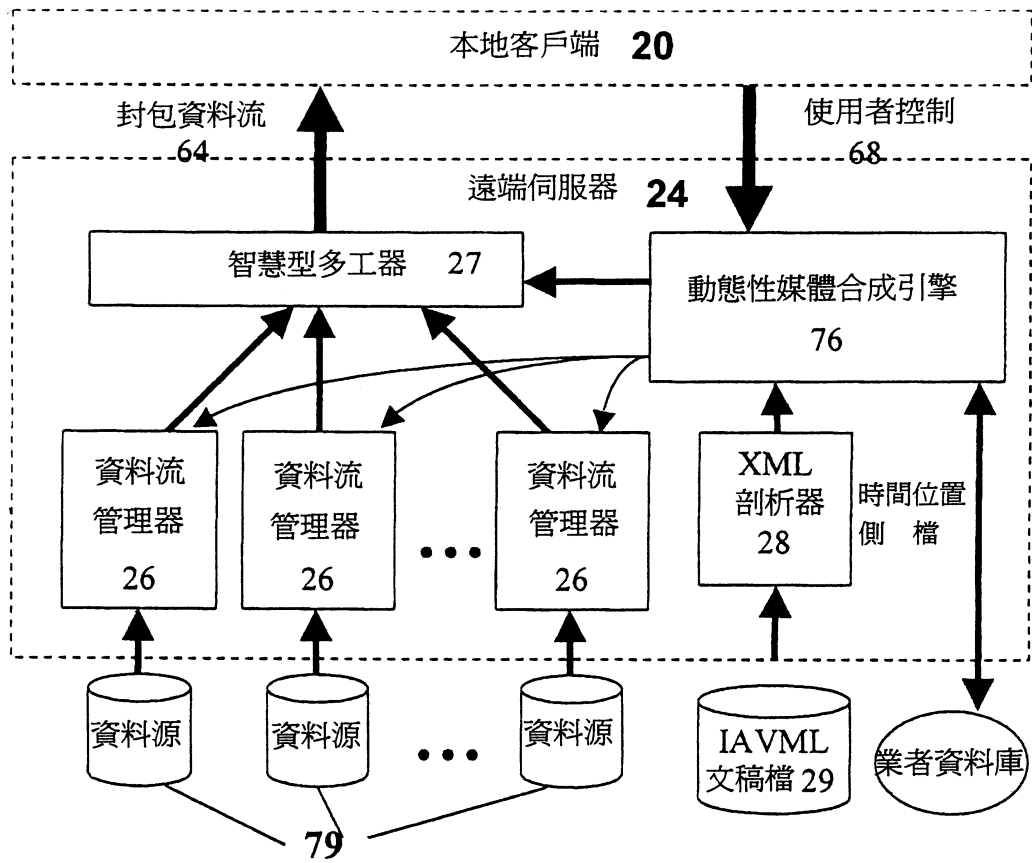 本地客戶端 20
封包資料流
64
使用者控制
68
遠端伺服器 24
智慧型多工器 27
動態性媒體合成引擎
76
資料流
管理器
26
資料流
管理器
26
資料流
管理器
26
XML
剖析器
28
時間位置
側 檔
資料源
資料源
資料源
IAVML
文稿檔 29
業者資料庫
79